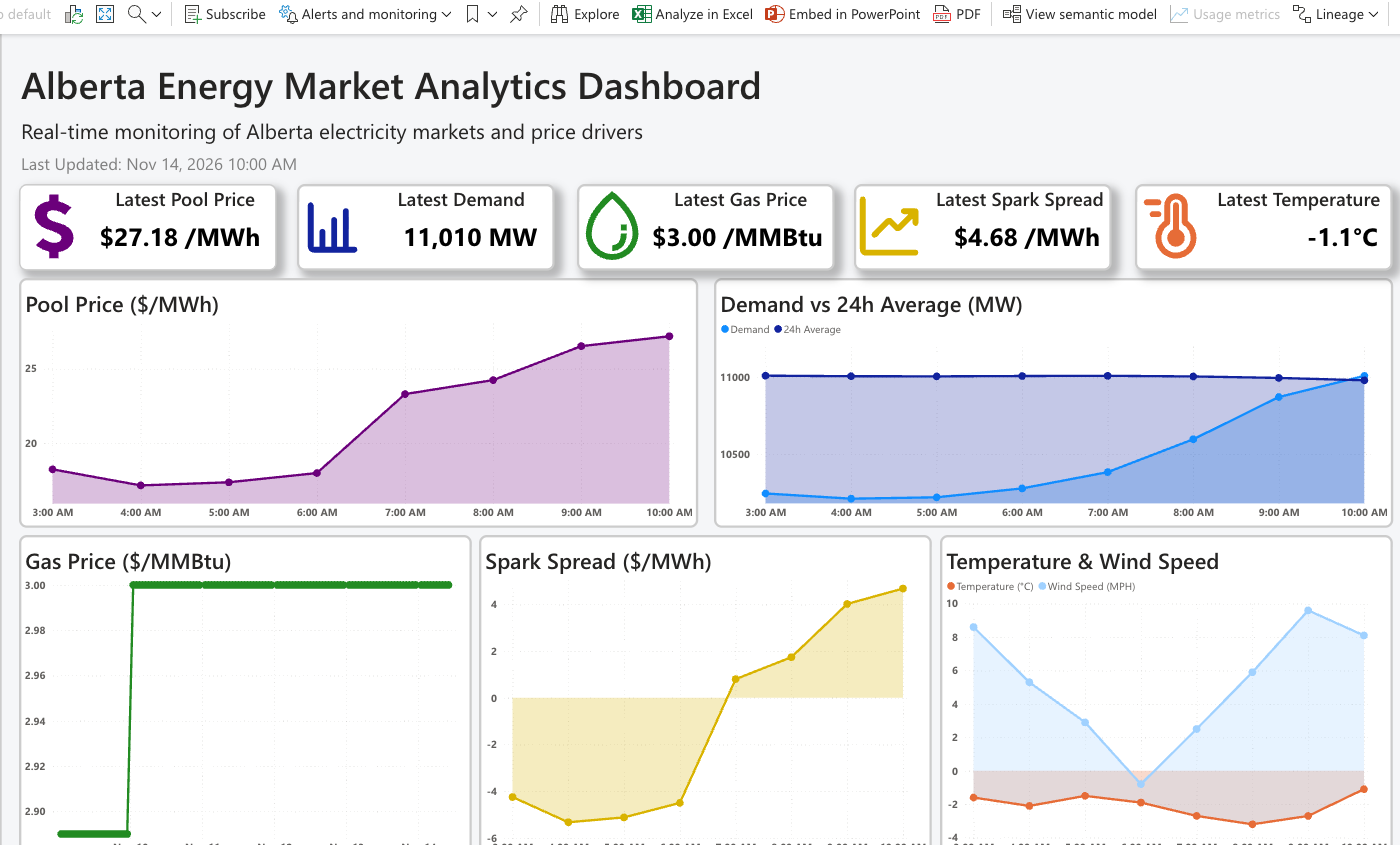 default
Subscribe
Alerts and monitoring
Explore
Analyze in Excel
Embed in PowerPoint
PDF
View semantic model
Usage metrics
Lineage
Alberta Energy Market Analytics Dashboard
Real-time monitoring of Alberta electricity markets and price drivers
Last Updated: Nov 14, 2026 10:00 AM
Latest Pool Price
$27.18 /MWh
Latest Demand
11,010 MW
Latest Gas Price
$3.00 /MMBtu
Latest Spark Spread
$4.68 /MWh
Latest Temperature
-1.1°C
Pool Price ($/MWh)
25
20
3:00 AM 4:00 AM 5:00 AM 6:00 AM 7:00 AM 8:00 AM 9:00 AM 10:00 AM
Demand vs 24h Average (MW)
Demand 24h Average
11000
10500
3:00 AM 4:00 AM 5:00 AM 6:00 AM 7:00 AM 8:00 AM 9:00 AM 10:00 AM
Gas Price ($/MMBtu)
3.00
2.98
2.96
2.94
2.92
2.90
Spark Spread ($/MWh)
4
2
0
-2
-4
-6
Temperature & Wind Speed
Temperature (°C) Wind Speed (MPH)
10
8
6
4
2
0
-2
-4